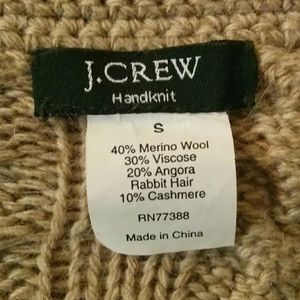 J.CREW
Handknit
S
40% Merino Wool
30% Viscose
20% Angora
Rabbit Hair
10% Cashmere
RN77388
Made in China